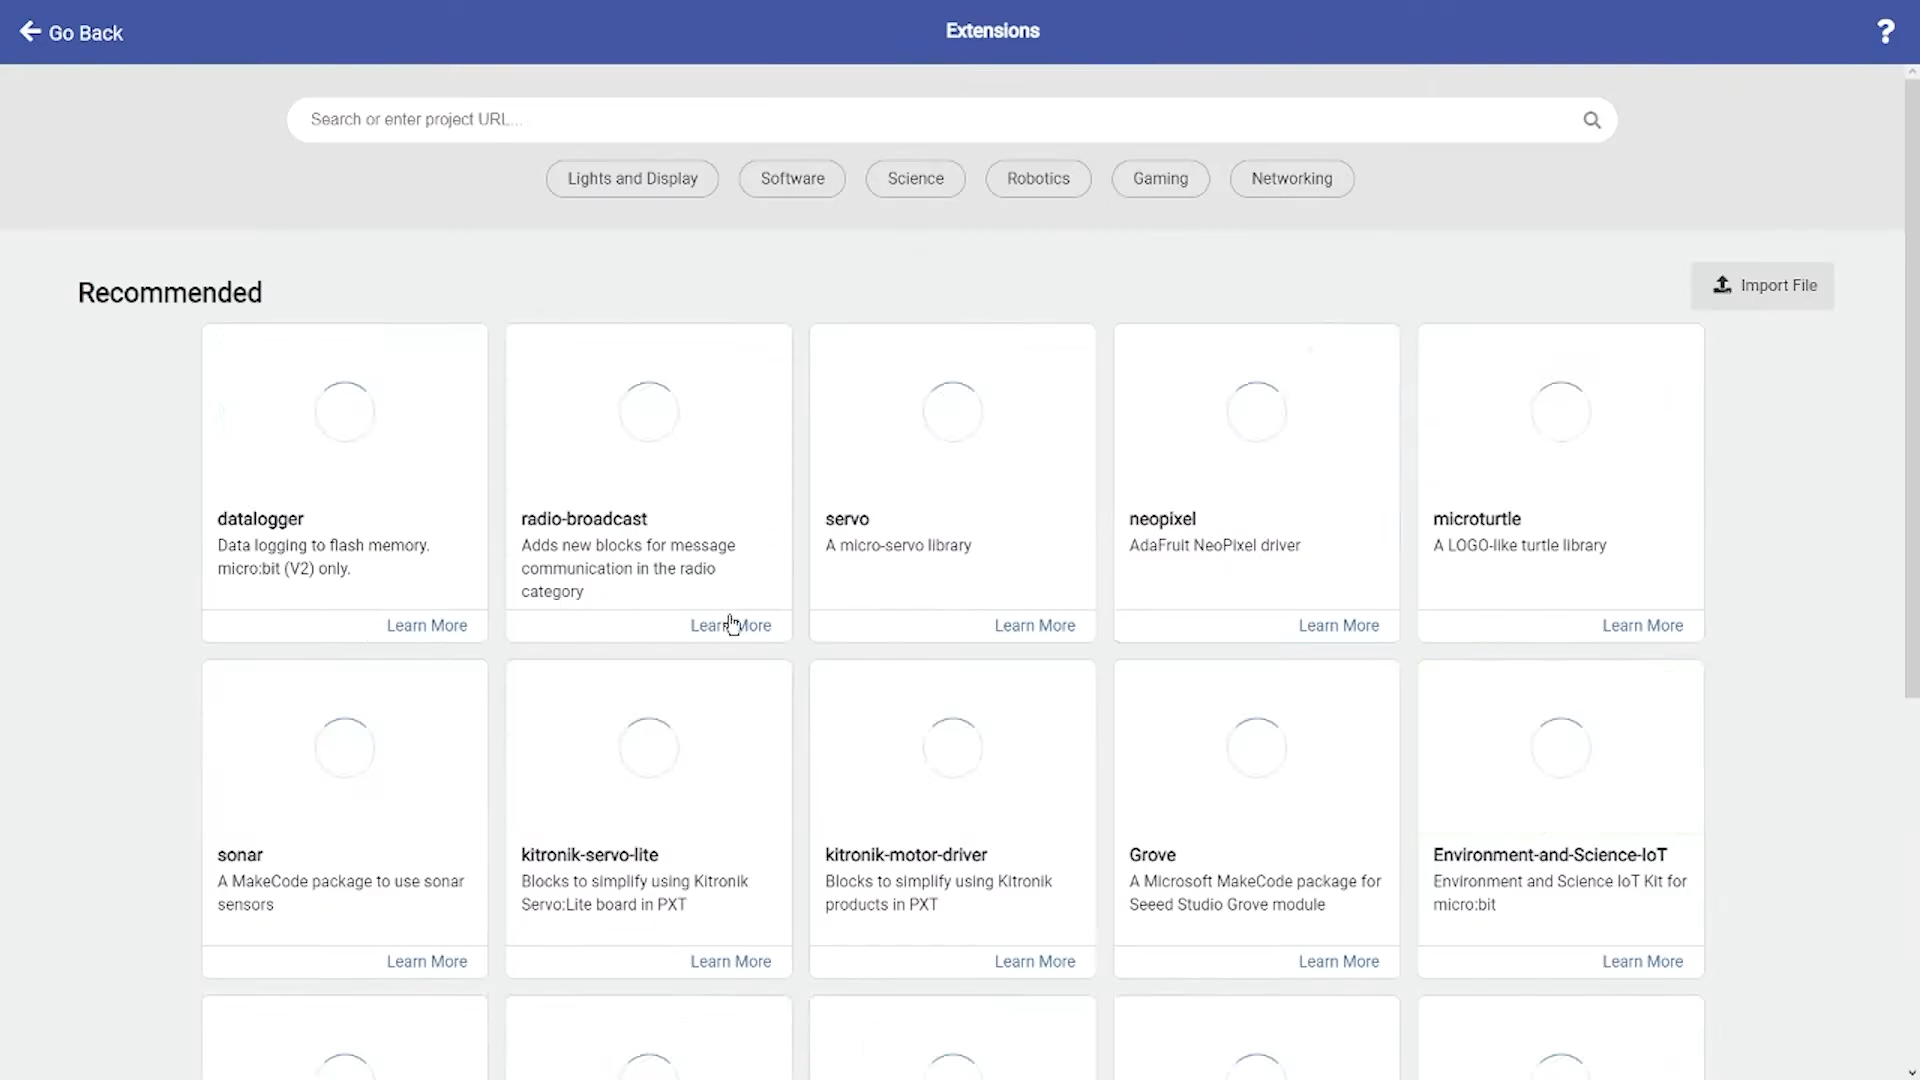 Go Back
Extensions
?
Search or enter project URL...
Lights and Display
Software
Science
Robotics
Gaming
Networking
Recommended
Import File
datalogger
Data logging to flash memory.
micro:bit (V2) only.
Learn More
radio-broadcast
Adds new blocks for message
communication in the radio
category
Learn More
servo
A micro-servo library
Learn More
neopixel
AdaFruit NeoPixel driver
Learn More
microturtle
A LOGO-like turtle library
Learn More
sonar
A MakeCode package to use sonar
sensors
Learn More
kitronik-servo-lite
Blocks to simplify using Kitronik
Servo:Lite board in PXT
Learn More
kitronik-motor-driver
Blocks to simplify using Kitronik
products in PXT
Learn More
Grove
A Microsoft MakeCode package for
Seeed Studio Grove module
Learn More
Environment-and-Science-IoT
Environment and Science IoT Kit for
micro:bit
Learn More